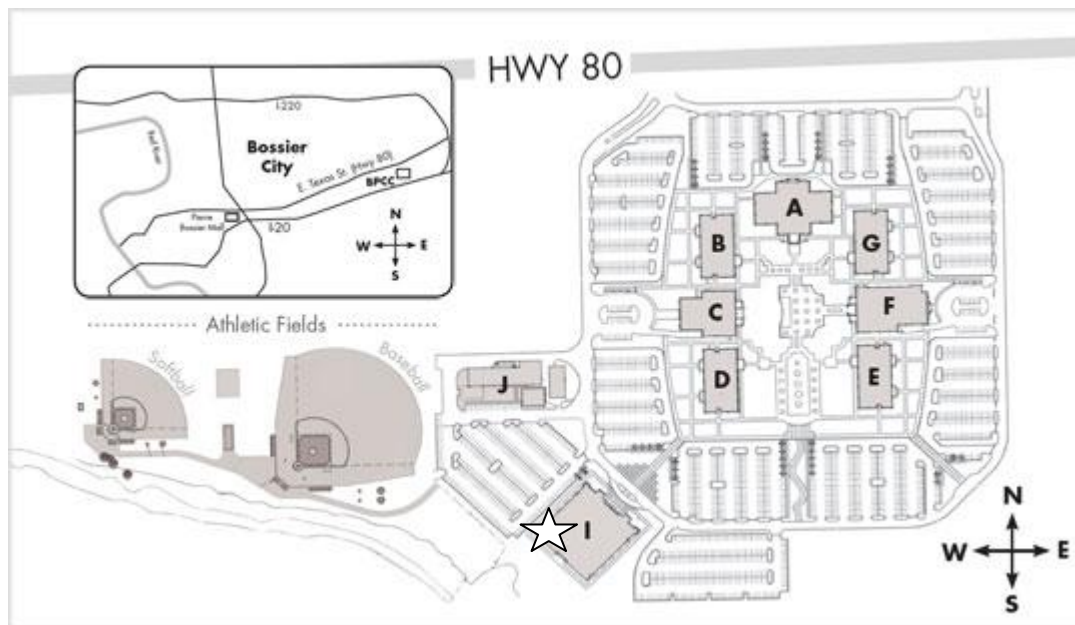 HWY 80
I-220
Red River
Bossier
City
E. Texas St. (Hwy 80)
BPCC
Pierre
Bossier Mall
I-20
N
W E
S
Athletic Fields
Softball
Baseball
A
B
G
C
F
D
E
J
I
N
W E
S